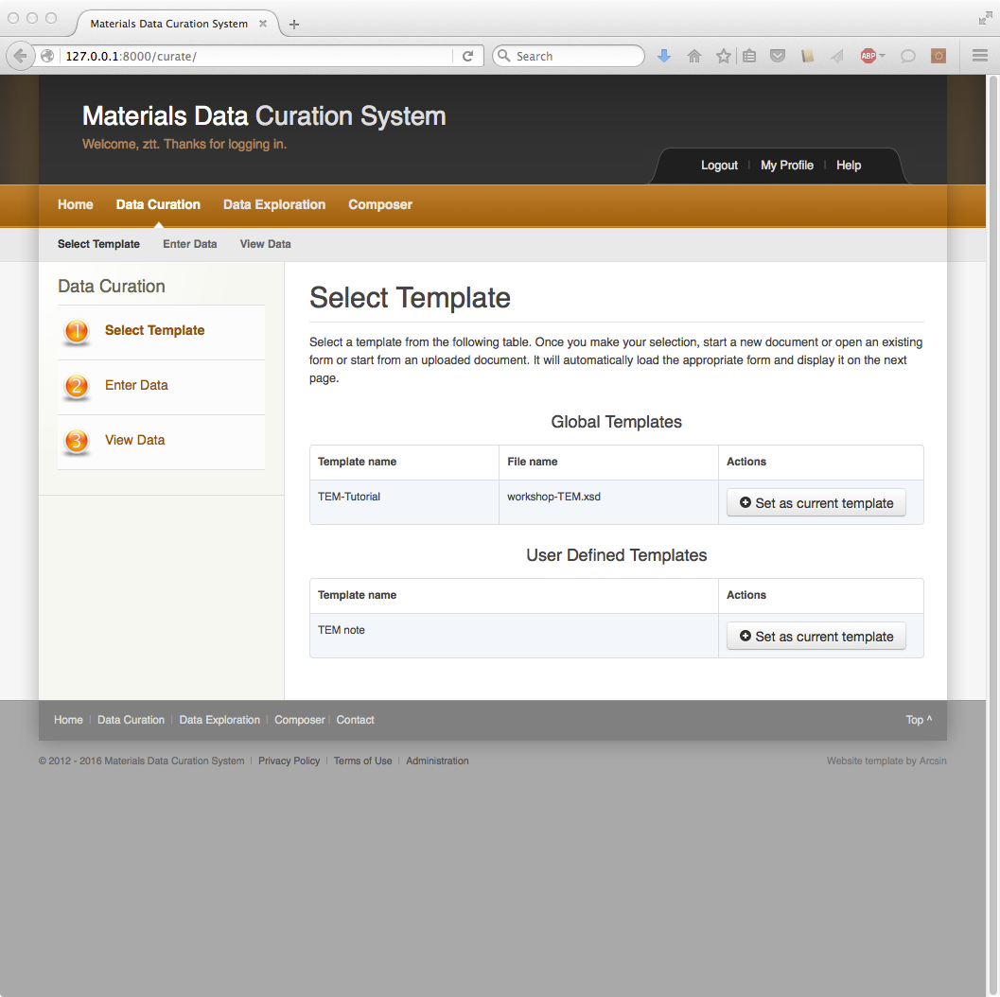 Materials Data Curation System
127.0.0.1:8000/curate/
Search
ABP
Materials Data Curation System
Welcome, ztt. Thanks for logging in.
Logout | My Profile | Help
Home Data Curation Data Exploration Composer
Select Template Enter Data View Data
Data Curation
1 Select Template
2 Enter Data
3 View Data
Select Template
Select a template from the following table. Once you make your selection, start a new document or open an existing
form or start from an uploaded document. It will automatically load the appropriate form and display it on the next
page.
Global Templates
Template name File name Actions
TEM-Tutorial workshop-TEM.xsd Set as current template
User Defined Templates
Template name Actions
TEM note Set as current template
Home | Data Curation | Data Exploration | Composer | Contact
Top ^
© 2012 - 2016 Materials Data Curation System | Privacy Policy | Terms of Use | Administration
Website template by Arcsin